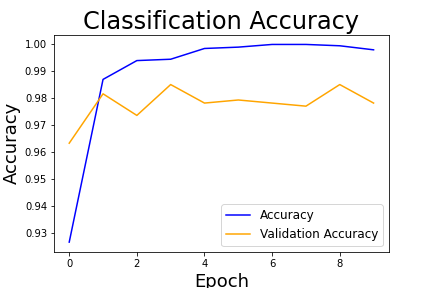 Classification Accuracy
Accuracy
1.00
0.99
0.98
0.97
0.96
0.95
0.94
0.93
Accuracy
Validation Accuracy
0 2 4 6 8
Epoch